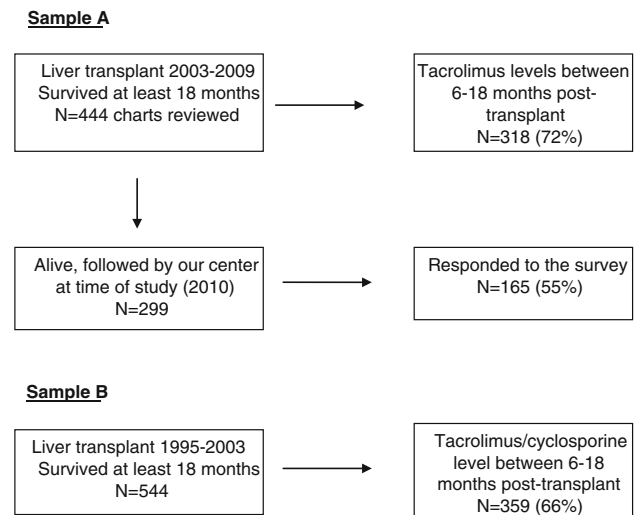 Sample A
Liver transplant 2003-2009
Survived at least 18 months
N=444 charts reviewed
Tacrolimus levels between
6-18 months post-
transplant
N=318 (72%)
Alive, followed by our center
at time of study (2010)
N=299
Responded to the survey
N=165 (55%)
Sample B
Liver transplant 1995-2003
Survived at least 18 months
N=544
Tacrolimus/cyclosporine
level between 6-18
months post-transplant
N=359 (66%)